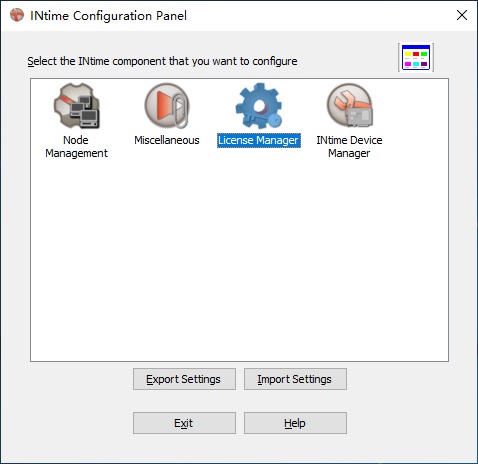 INtime Configuration Panel
Select the INtime component that you want to configure
Node
Management
Miscellaneous
License Manager
INtime Device
Manager
Export Settings
Import Settings
Exit
Help